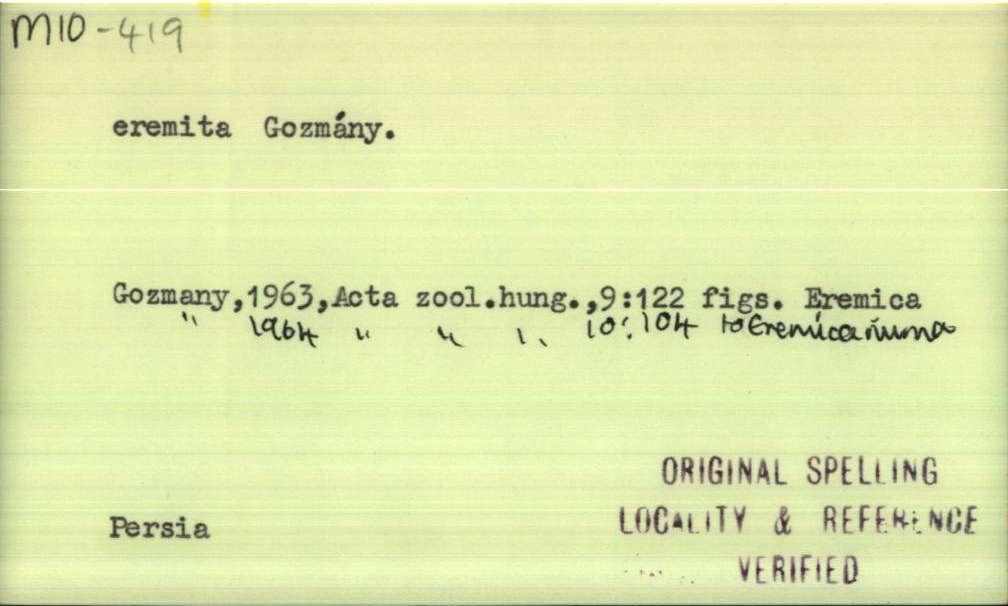 M10-419
eremita Gozmány.
Gozmany,1963,Acta zool.hung.,9:122 figs. Eremica
" 1964 " " " 10:104 to Eremicamima
ORIGINAL SPELLING
LOCALITY & REFERENCE
VERIFIED
Persia